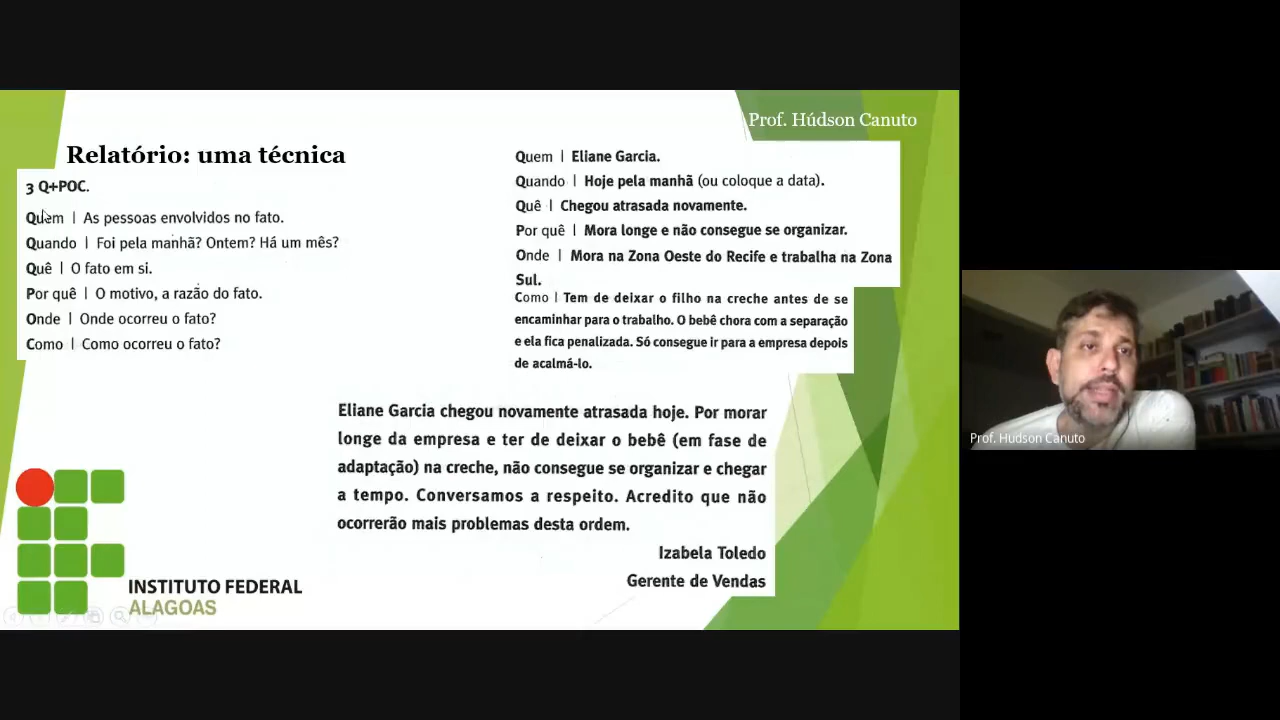 Prof. Húdson Canuto
Relatório: uma técnica
3 Q+POC.
Quem | As pessoas envolvidos no fato.
Quando | Foi pela manhã? Ontem? Há um mês?
Quê | O fato em si.
Por quê | O motivo, a razão do fato.
Onde | Onde ocorreu o fato?
Como | Como ocorreu o fato?
Quem | Eliane Garcia.
Quando | Hoje pela manhã (ou coloque a data).
Quê | Chegou atrasada novamente.
Por quê | Mora longe e não consegue se organizar.
Onde | Mora na Zona Oeste do Recife e trabalha na Zona
Sul.
Como | Tem de deixar o filho na creche antes de se
encaminhar para o trabalho. O bebê chora com a separação
e ela fica penalizada. Só consegue ir para a empresa depois
de acalmá-lo.
Eliane Garcia chegou novamente atrasada hoje. Por morar
longe da empresa e ter de deixar o bebê (em fase de
adaptação) na creche, não consegue se organizar e chegar
a tempo. Conversamos a respeito. Acredito que não
ocorrerão mais problemas desta ordem.
Izabela Toledo
Gerente de Vendas
INSTITUTO FEDERAL
ALAGOAS
Prof. Hudson Canuto